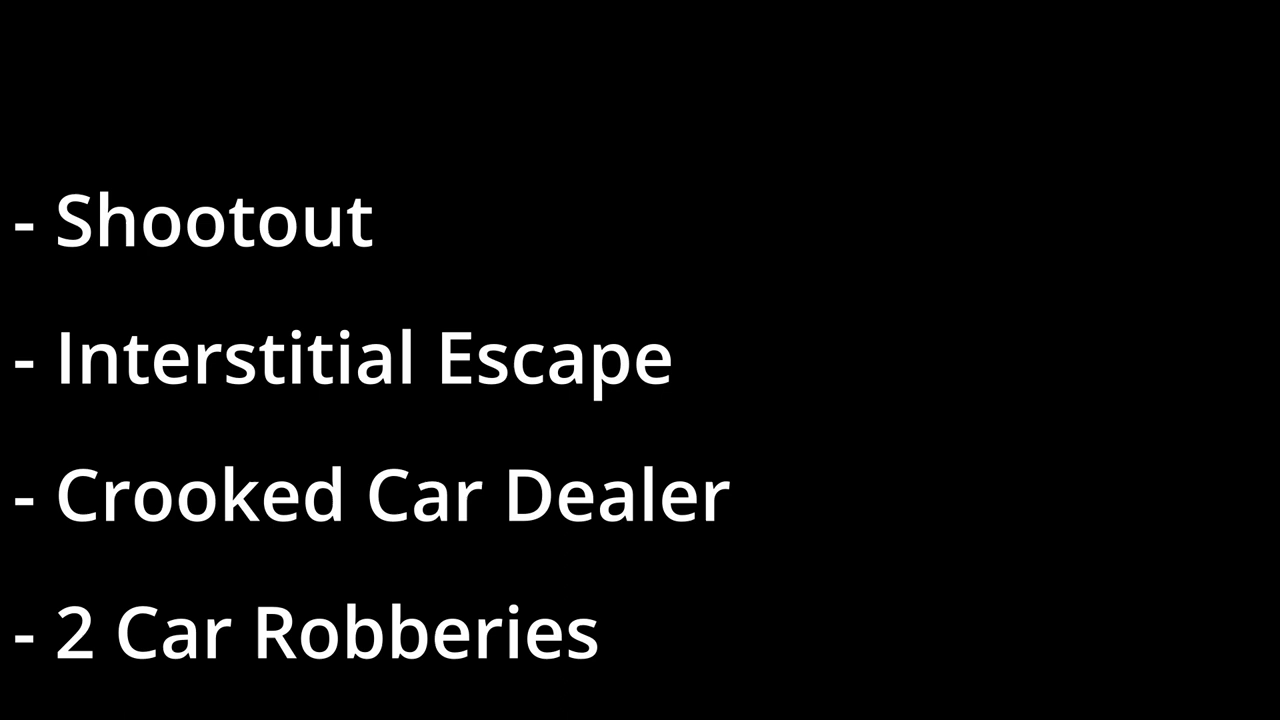 - Shootout
- Interstitial Escape
- Crooked Car Dealer
- 2 Car Robberies